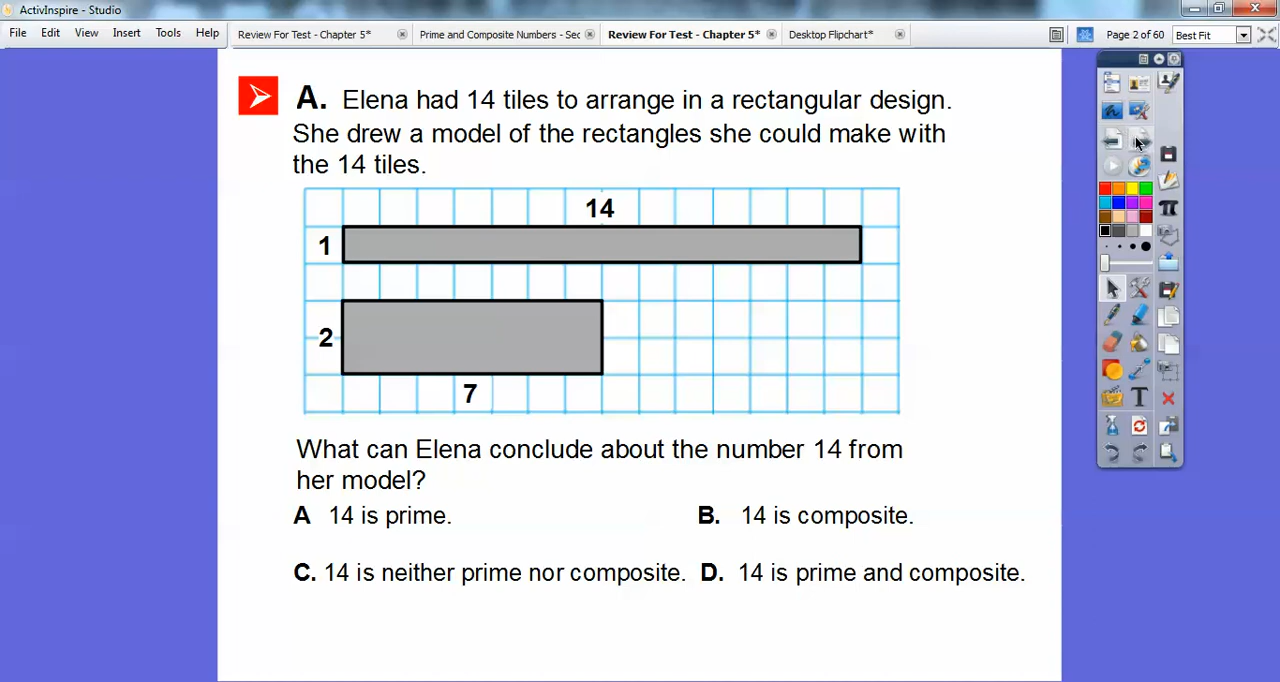 ActivInspire - Studio
File Edit View Insert Tools Help
Review For Test - Chapter 5* Prime and Composite Numbers - Sec Review For Test - Chapter 5* Desktop Flipchart* Page 2 of 60 Best Fit
A. Elena had 14 tiles to arrange in a rectangular design.
She drew a model of the rectangles she could make with
the 14 tiles.
14
1
2
7
What can Elena conclude about the number 14 from
her model?
A 14 is prime. B. 14 is composite.
C. 14 is neither prime nor composite. D. 14 is prime and composite.